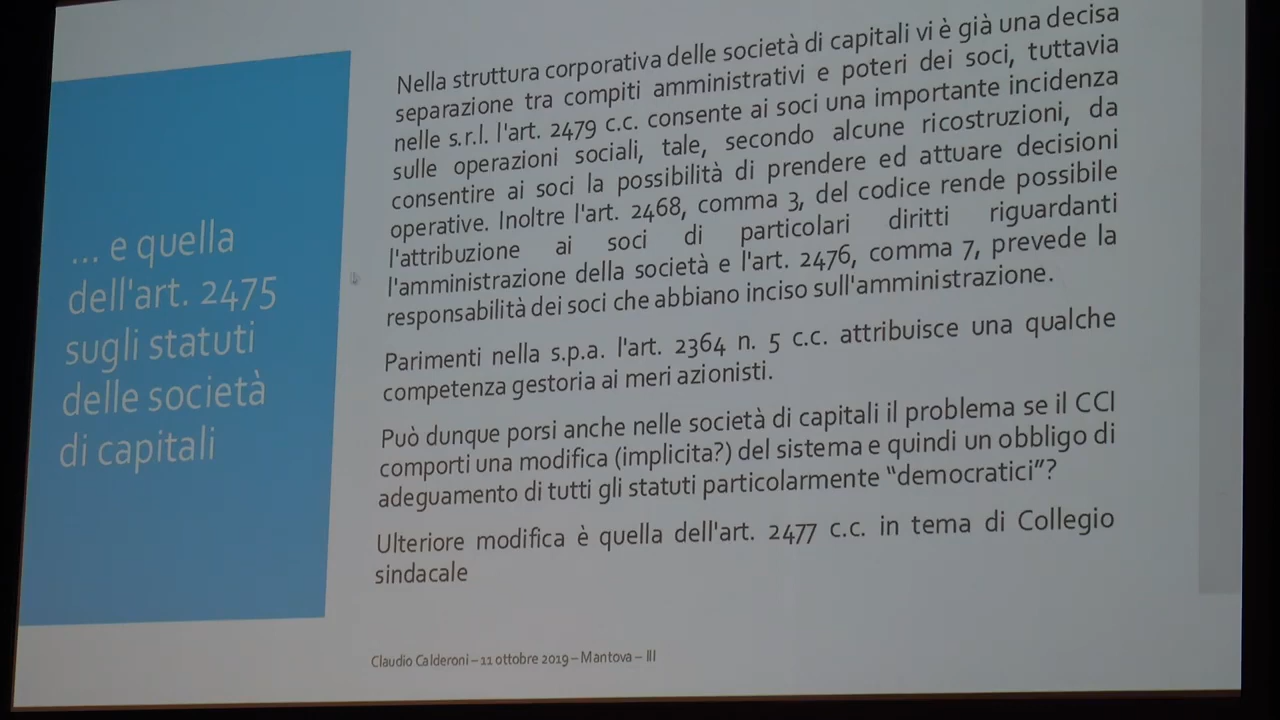 ... e quella
dell'art. 2475
sugli statuti
delle società
di capitali
Nella struttura corporativa delle società di capitali vi è già una decisa
separazione tra compiti amministrativi e poteri dei soci, tuttavia
nelle s.r.l. l'art. 2479 c.c. consente ai soci una importante incidenza
sulle operazioni sociali, tale, secondo alcune ricostruzioni, da
consentire ai soci la possibilità di prendere ed attuare decisioni
operative. Inoltre l'art. 2468, comma 3, del codice rende possibile
l'attribuzione ai soci di particolari diritti riguardanti
l'amministrazione della società e l'art. 2476, comma 7, prevede la
responsabilità dei soci che abbiano inciso sull'amministrazione.
Parimenti nella s.p.a. l'art. 2364 n. 5 c.c. attribuisce una qualche
competenza gestoria ai meri azionisti.
Può dunque porsi anche nelle società di capitali il problema se il CCI
comporti una modifica (implicita?) del sistema e quindi un obbligo di
adeguamento di tutti gli statuti particolarmente “democratici”?
Ulteriore modifica è quella dell'art. 2477 c.c. in tema di Collegio
sindacale
Claudio Calderoni – 11 ottobre 2019 – Mantova – III